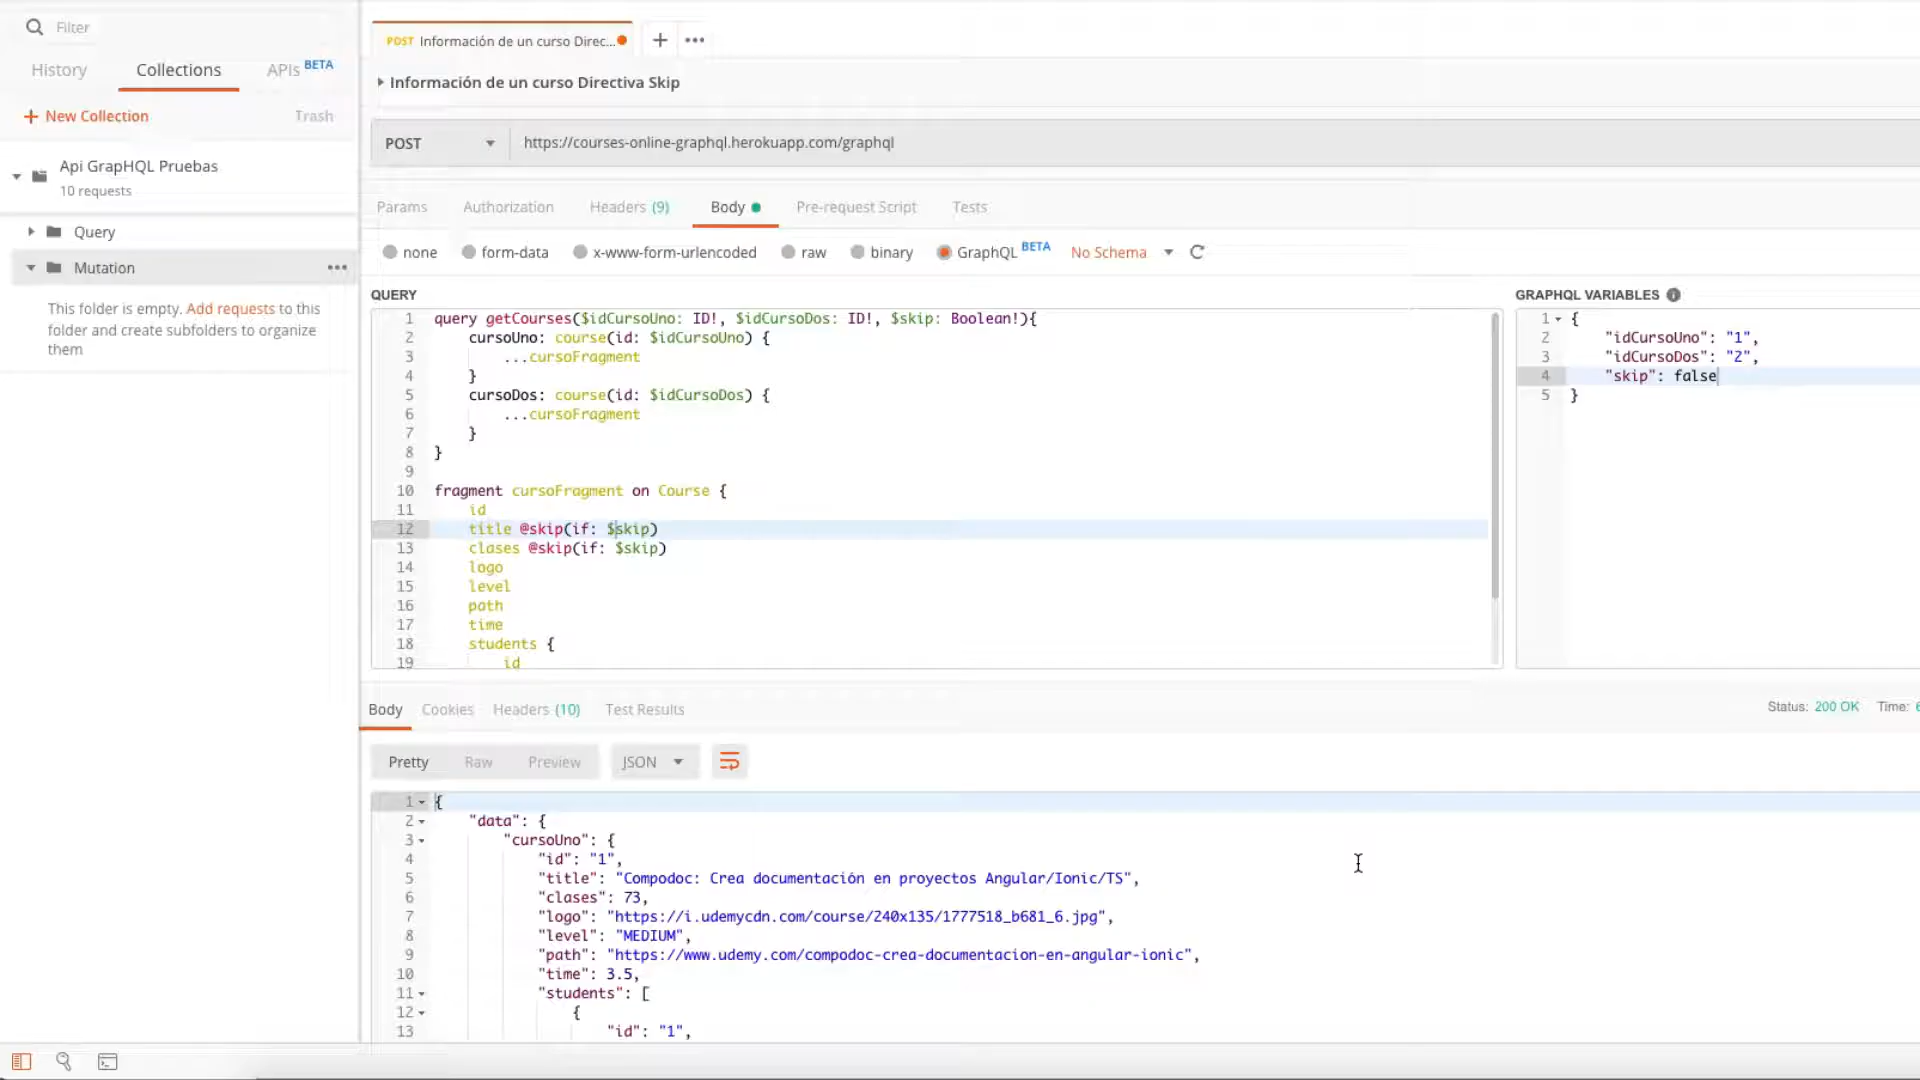 Filter
History Collections APIs BETA
+ New Collection Trash
Api GrapHQL Pruebas
10 requests
Query
Mutation
This folder is empty. Add requests to this
folder and create subfolders to organize
them
POST Información de un curso Direc...
Información de un curso Directiva Skip
POST https://courses-online-graphql.herokuapp.com/graphql
Params Authorization Headers (9) Body Pre-request Script Tests
none form-data x-www-form-urlencoded raw binary GraphQL BETA No Schema
QUERY
1 query getCourses($idCursoUno: ID!, $idCursoDos: ID!, $skip: Boolean!){
2 cursoUno: course(id: $idCursoUno) {
3 ...cursoFragment
4 }
5 cursoDos: course(id: $idCursoDos) {
6 ...cursoFragment
7 }
8 }
9
10 fragment cursoFragment on Course {
11 id
12 title @skip(if: $skip)
13 clases @skip(if: $skip)
14 logo
15 level
16 path
17 time
18 students {
19 id
GRAPHQL VARIABLES
1 {
2 "idCursoUno": "1",
3 "idCursoDos": "2",
4 "skip": false
5 }
Body Cookies Headers (10) Test Results
Status: 200 OK Time: 6
Pretty Raw Preview JSON
1 {
2 "data": {
3 "cursoUno": {
4 "id": "1",
5 "title": "Compodoc: Crea documentación en proyectos Angular/Ionic/TS",
6 "clases": 73,
7 "logo": "https://i.udemycdn.com/course/240x135/1777518_b681_6.jpg",
8 "level": "MEDIUM",
9 "path": "https://www.udemy.com/compodoc-crea-documentacion-en-angular-ionic",
10 "time": 3.5,
11 "students": [
12 {
13 "id": "1",